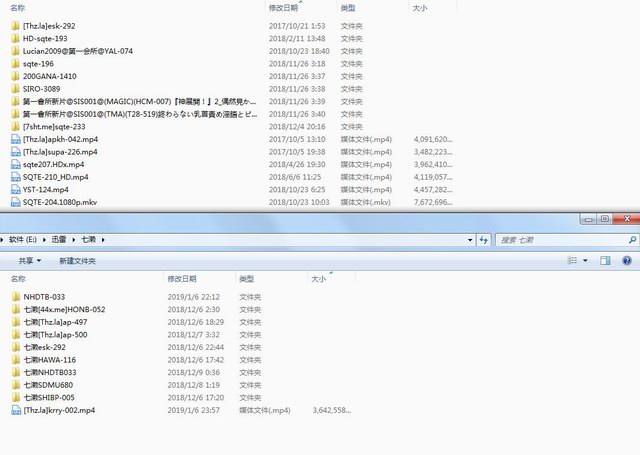 名称 修改日期 类型 大小
[Thz.la]esk-292 2017/10/21 1:53 文件夹
HD-sqte-193 2018/2/11 13:48 文件夹
Lucian2009@第一会所@YAL-074 2018/10/23 18:40 文件夹
sqte-196 2018/11/26 3:18 文件夹
200GANA-1410 2018/11/26 3:37 文件夹
SIRO-3089 2018/11/26 3:38 文件夹
第一會所新片@SIS001@(MAGIC)(HCM-007)『神展開！』2_偶然見か... 2018/11/26 3:39 文件夹
第一會所新片@SIS001@(TMA)(T28-519)終わらない乳首責め淫語とピ... 2018/11/26 3:40 文件夹
[7sht.me]sqte-233 2018/12/4 20:16 文件夹
[Thz.la]apkh-042.mp4 2017/10/5 13:10 媒体文件(.mp4) 4,091,620...
[Thz.la]supa-226.mp4 2017/10/5 19:38 媒体文件(.mp4) 3,482,223...
sqte207.HDx.mp4 2018/4/26 19:30 媒体文件(.mp4) 3,962,410...
SQTE-210_HD.mp4 2018/6/6 11:25 媒体文件(.mp4) 4,119,057...
YST-124.mp4 2018/10/23 6:25 媒体文件(.mp4) 4,457,282...
SQTE-204.1080p.mkv 2018/10/23 10:03 媒体文件(.mkv) 7,672,696...
软件 (E:) 迅雷 七濑 搜索 七濑
共享 新建文件夹
名称 修改日期 类型 大小
NHDTB-033 2019/1/6 22:12 文件夹
七濑[44x.me]HONB-052 2018/12/6 2:30 文件夹
七濑[Thz.la]ap-497 2018/12/6 18:29 文件夹
七濑[Thz.la]ap-500 2018/12/7 3:32 文件夹
七濑esk-292 2018/12/6 22:44 文件夹
七濑HAWA-116 2018/12/6 17:42 文件夹
七濑NHDTB033 2018/12/9 0:36 文件夹
七濑SDMU680 2018/12/8 1:19 文件夹
七濑SHIBP-005 2018/12/6 17:20 文件夹
[Thz.la]krry-002.mp4 2019/1/6 23:57 媒体文件(.mp4) 3,642,558...